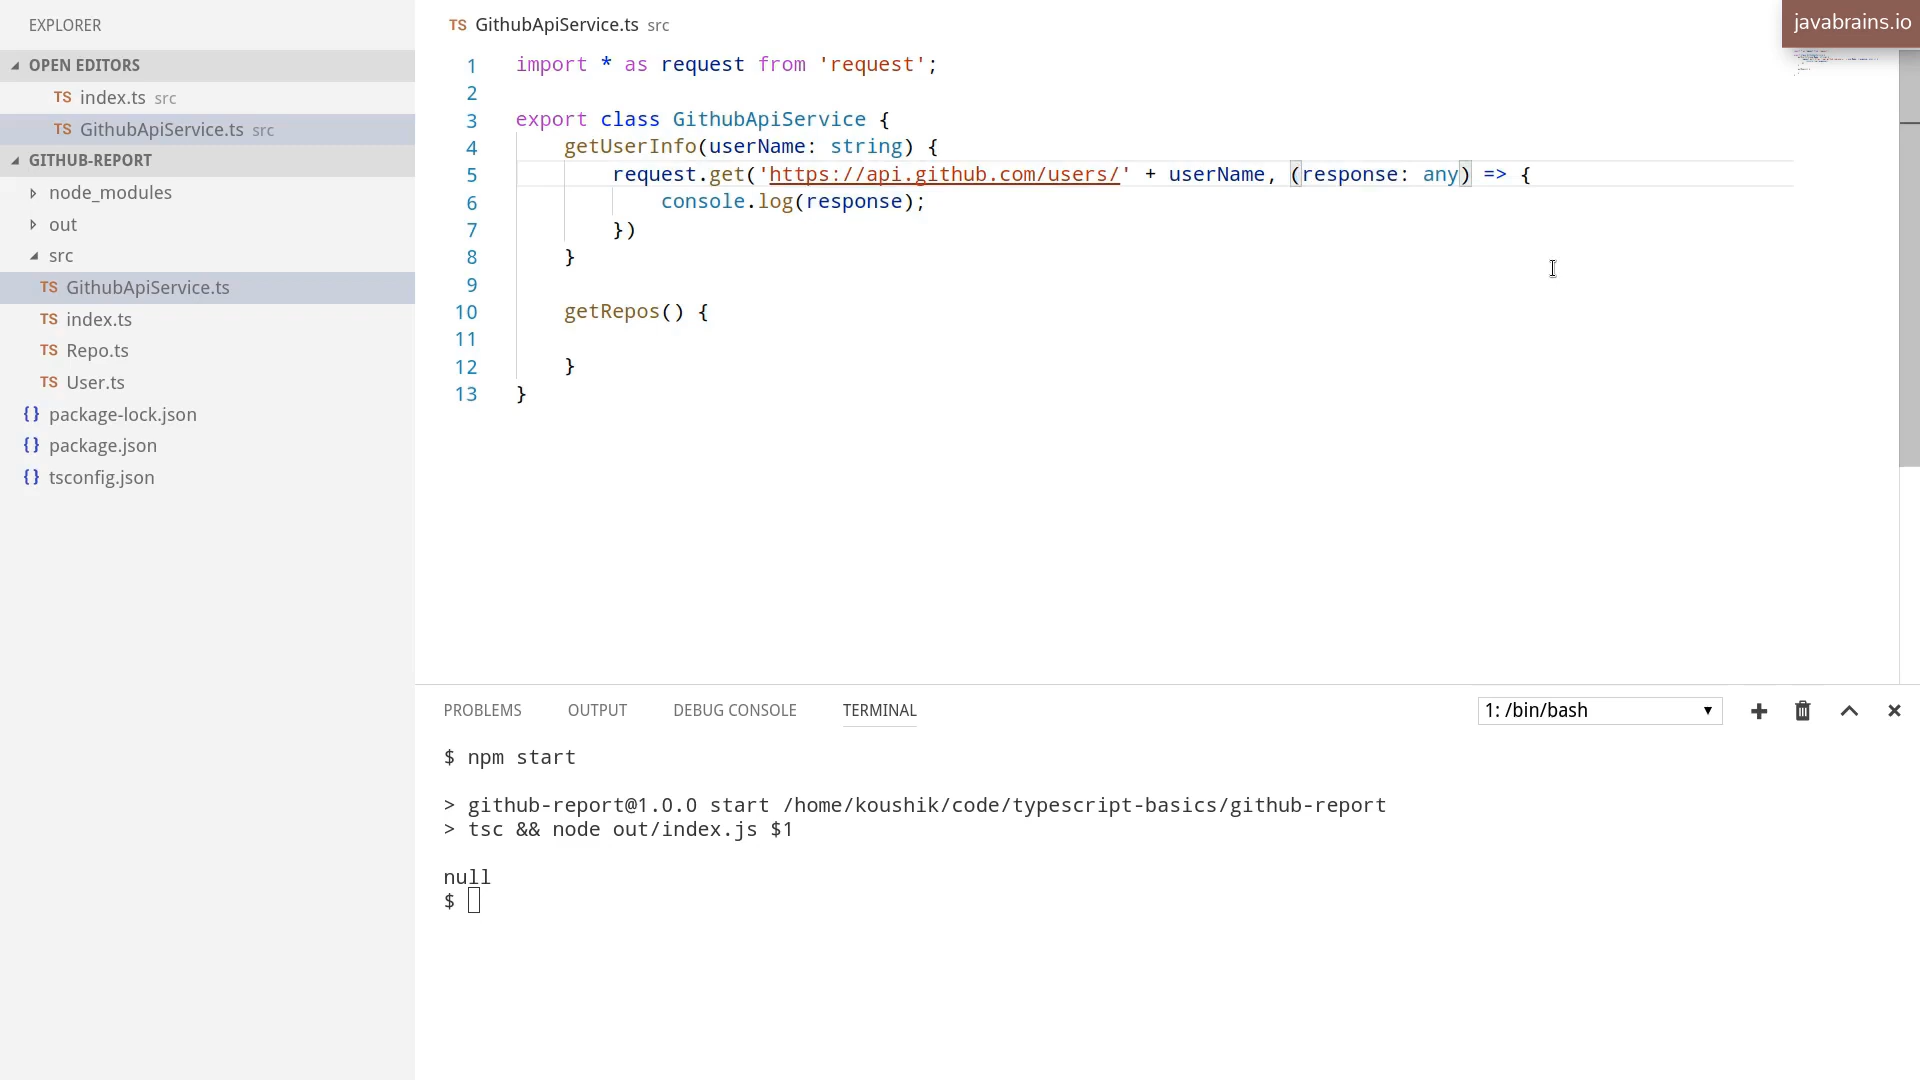 EXPLORER
OPEN EDITORS
TS index.ts src
TS GithubApiService.ts src
GITHUB-REPORT
node_modules
out
src
TS GithubApiService.ts
TS index.ts
TS Repo.ts
TS User.ts
{} package-lock.json
{} package.json
{} tsconfig.json
TS GithubApiService.ts src
javabrains.io
1 import * as request from 'request';
2
3 export class GithubApiService {
4     getUserInfo(userName: string) {
5         request.get('https://api.github.com/users/' + userName, (response: any) => {
6             console.log(response);
7         })
8     }
9
10     getRepos() {
11
12     }
13 }
PROBLEMS OUTPUT DEBUG CONSOLE TERMINAL 1: /bin/bash
$ npm start
> github-report@1.0.0 start /home/koushik/code/typescript-basics/github-report
> tsc && node out/index.js $1
null
$